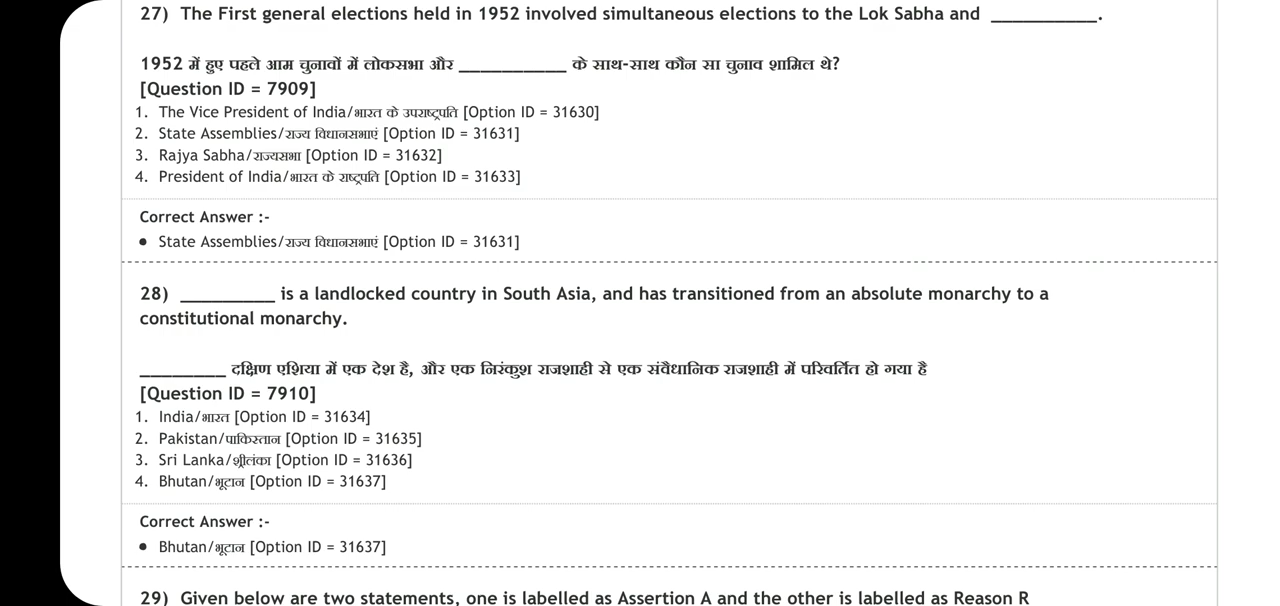 27) The First general elections held in 1952 involved simultaneous elections to the Lok Sabha and __________.
1952 में हुए पहले आम चुनावों में लोकसभा और __________ के साथ-साथ कौन सा चुनाव शामिल थे?
[Question ID = 7909]
1. The Vice President of India/भारत के उपराष्ट्रपति [Option ID = 31630]
2. State Assemblies/राज्य विधानसभाएं [Option ID = 31631]
3. Rajya Sabha/राज्यसभा [Option ID = 31632]
4. President of India/भारत के राष्ट्रपति [Option ID = 31633]
Correct Answer :-
• State Assemblies/राज्य विधानसभाएं [Option ID = 31631]
28) _________ is a landlocked country in South Asia, and has transitioned from an absolute monarchy to a
constitutional monarchy.
________ दक्षिण एशिया में एक देश है, और एक निरंकुश राजशाही से एक संवैधानिक राजशाही में परिवर्तित हो गया है
[Question ID = 7910]
1. India/भारत [Option ID = 31634]
2. Pakistan/पाकिस्तान [Option ID = 31635]
3. Sri Lanka/श्रीलंका [Option ID = 31636]
4. Bhutan/भूटान [Option ID = 31637]
Correct Answer :-
• Bhutan/भूटान [Option ID = 31637]
29) Given below are two statements, one is labelled as Assertion A and the other is labelled as Reason R